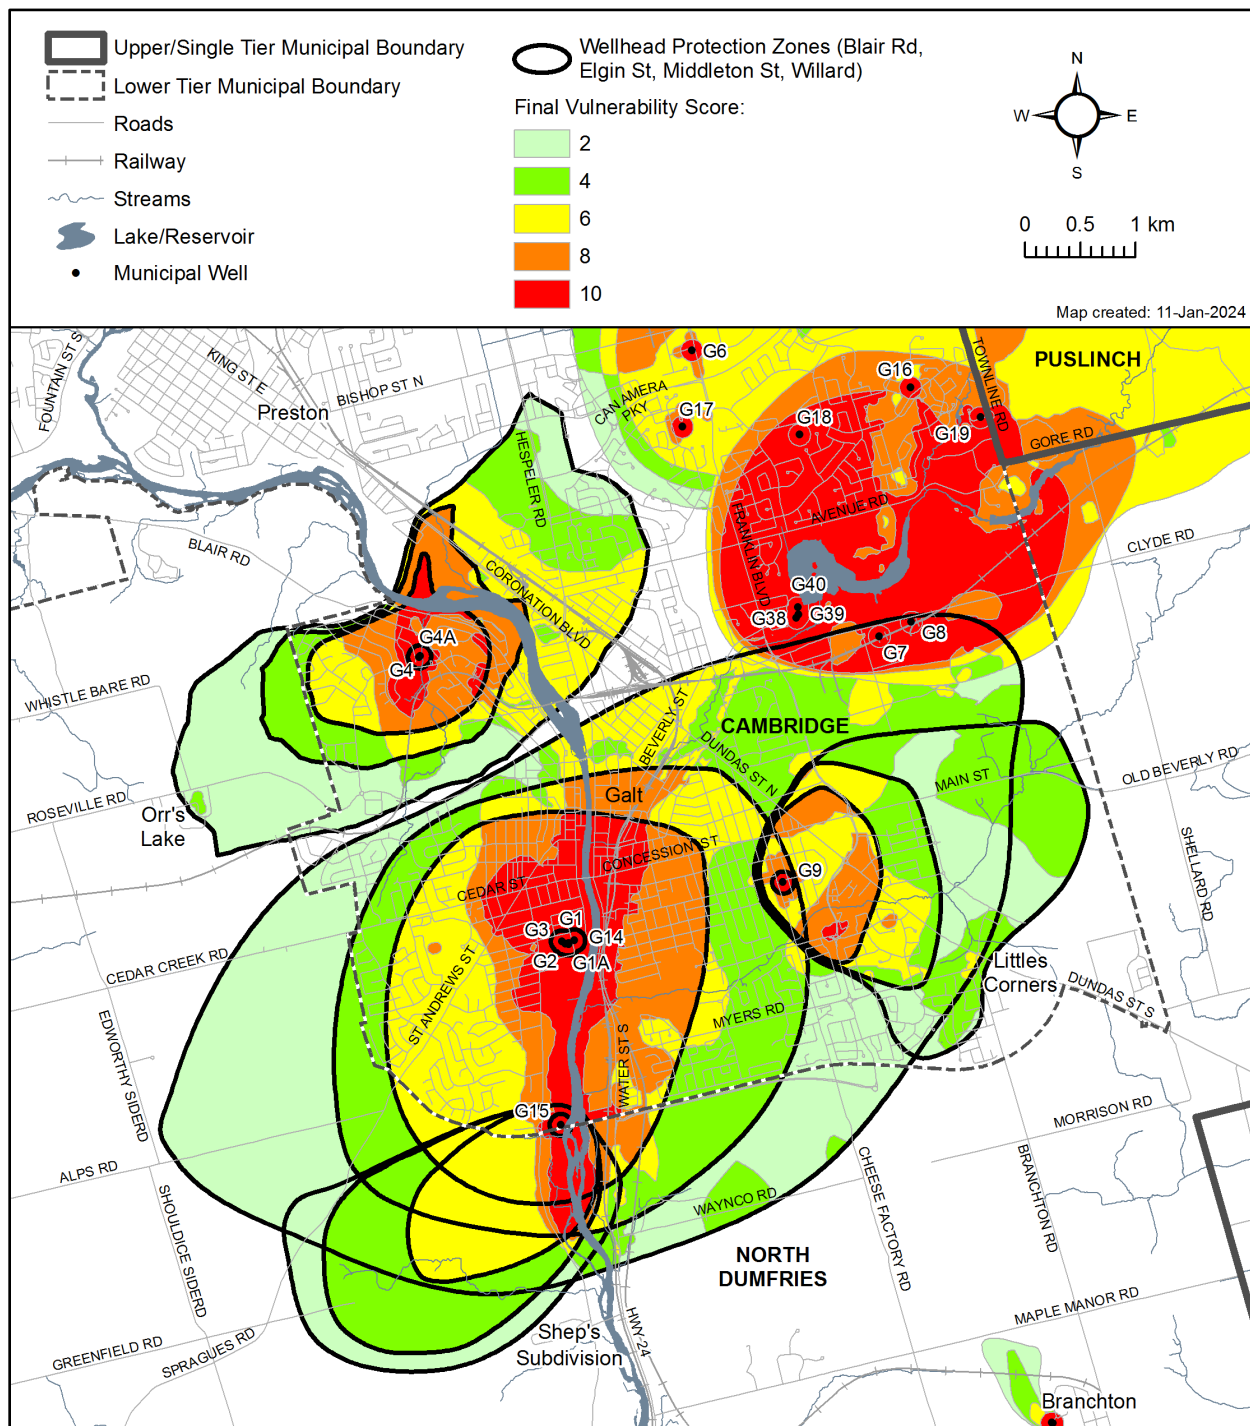 Upper/Single Tier Municipal Boundary
Lower Tier Municipal Boundary
Roads
Railway
Streams
Lake/Reservoir
Municipal Well
Wellhead Protection Zones (Blair Rd,
Elgin St, Middleton St, Willard)
Final Vulnerability Score:
2
4
6
8
10
N
W
E
S
0 0.5 1 km
Map created: 11-Jan-2024
FOUNTAIN ST S
KING ST E
BISHOP ST N
Preston
HESPELER RD
CAN AMERA
PKY
G6
G17
G16
G18
G19
TOWNLINE RD
PUSLINCH
GORE RD
AVENUE RD
FRANKLIN BLVD
CLYDE RD
BLAIR RD
CORONATION BLVD
G40
G39
G38
G8
G7
G4A
G4
WHISTLE BARE RD
BEVERLY ST
CAMBRIDGE
DUNDAS ST N
MAIN ST
OLD BEVERLY RD
ROSEVILLE RD
Orr's
Lake
Galt
SHELLARD RD
CONCESSION ST
CEDAR ST
G9
G1
G3
G14
G2
G1A
CEDAR CREEK RD
ST ANDREWS ST
Littles
Corners
DUNDAS ST S
MYERS RD
EDWORTHY SIDERD
WATER ST S
G15
MORRISON RD
ALPS RD
BRANCHTON RD
CHEESE FACTORY RD
SHOULDICE SIDERD
WAYNCO RD
NORTH
DUMFRIES
MAPLE MANOR RD
HWY-24
Shep's
Subdivision
GREENFIELD RD
SPRAGUES RD
Branchton